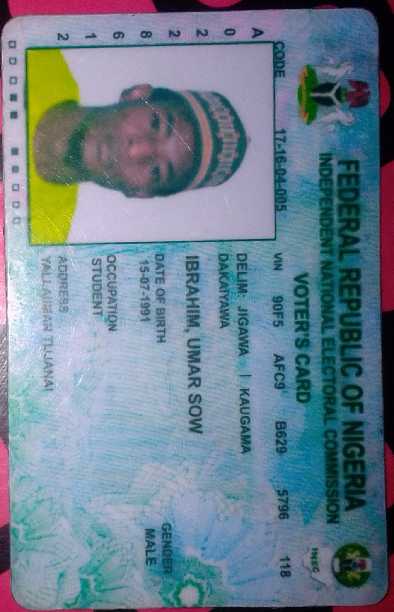 FEDERAL REPUBLIC OF NIGERIA
INDEPENDENT NATIONAL ELECTORAL COMMISSION
VOTER'S CARD
INEC
CODE 17-16-04-005 VIN 90F5 AFC9 B629 5796 118
DELIM: JIGAWA | KAUGAMA
DAKAIYAWA
IBRAHIM, UMAR SOW
DATE OF BIRTH
15-07-1991
GENDER
MALE
OCCUPATION
STUDENT
ADDRESS
TIJANAI
A 0 2 2 8 6 1 2